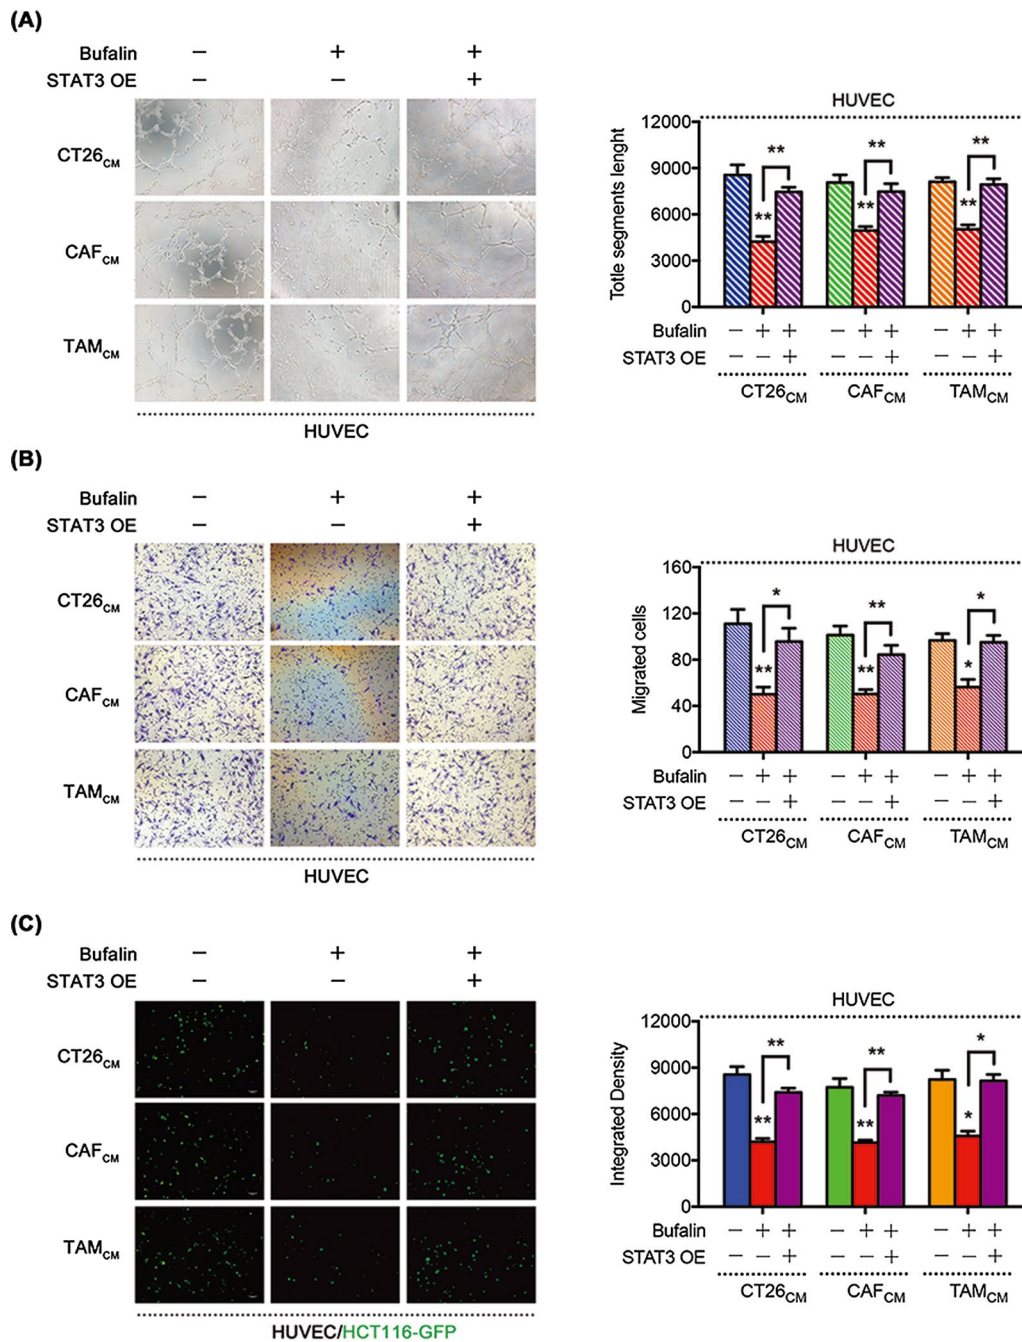 (A)
Bufalin − + +
STAT3 OE − − +
CT26CM
CAFCM
TAMCM
HUVEC
HUVEC
Totle segments lenght
12000
9000
6000
3000
0
** ** **
** ** **
Bufalin − + + − + + − + +
STAT3 OE − − + − − + − − +
CT26CM CAFCM TAMCM
(B)
Bufalin − + +
STAT3 OE − − +
CT26CM
CAFCM
TAMCM
HUVEC
HUVEC
Migrated cells
160
120
80
40
0
* ** *
** ** *
Bufalin − + + − + + − + +
STAT3 OE − − + − − + − − +
CT26CM CAFCM TAMCM
(C)
Bufalin − + +
STAT3 OE − − +
CT26CM
CAFCM
TAMCM
HUVEC/HCT116-GFP
HUVEC
Integrated Density
12000
9000
6000
3000
0
** ** *
** ** *
Bufalin − + + − + + − + +
STAT3 OE − − + − − + − − +
CT26CM CAFCM TAMCM